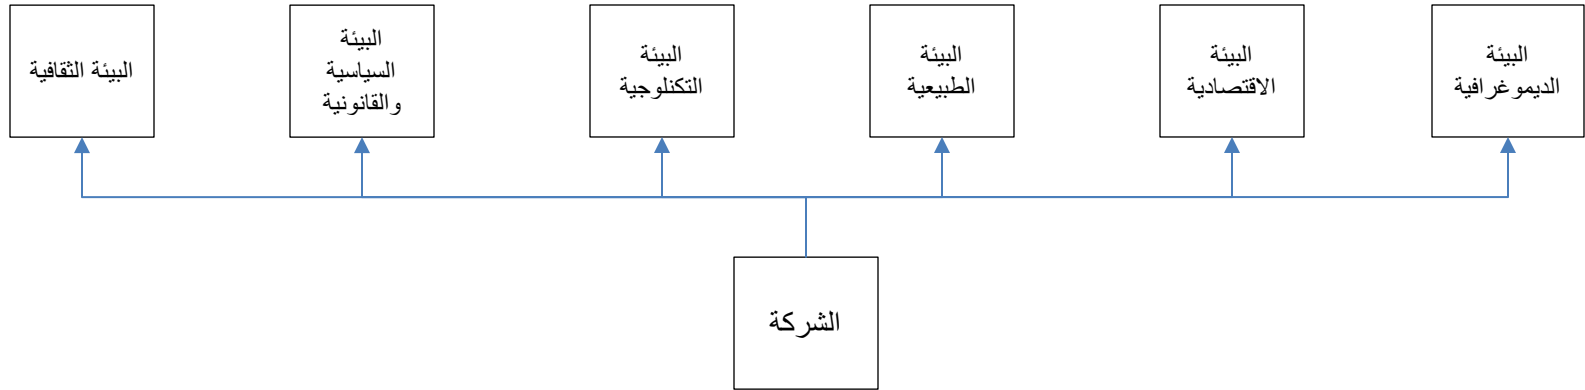 البيئة
الديموغرافية
البيئة
الاقتصادية
البيئة
الطبيعية
البيئة
التكنلوجية
البيئة
السياسية
والقانونية
البيئة الثقافية
الشركة